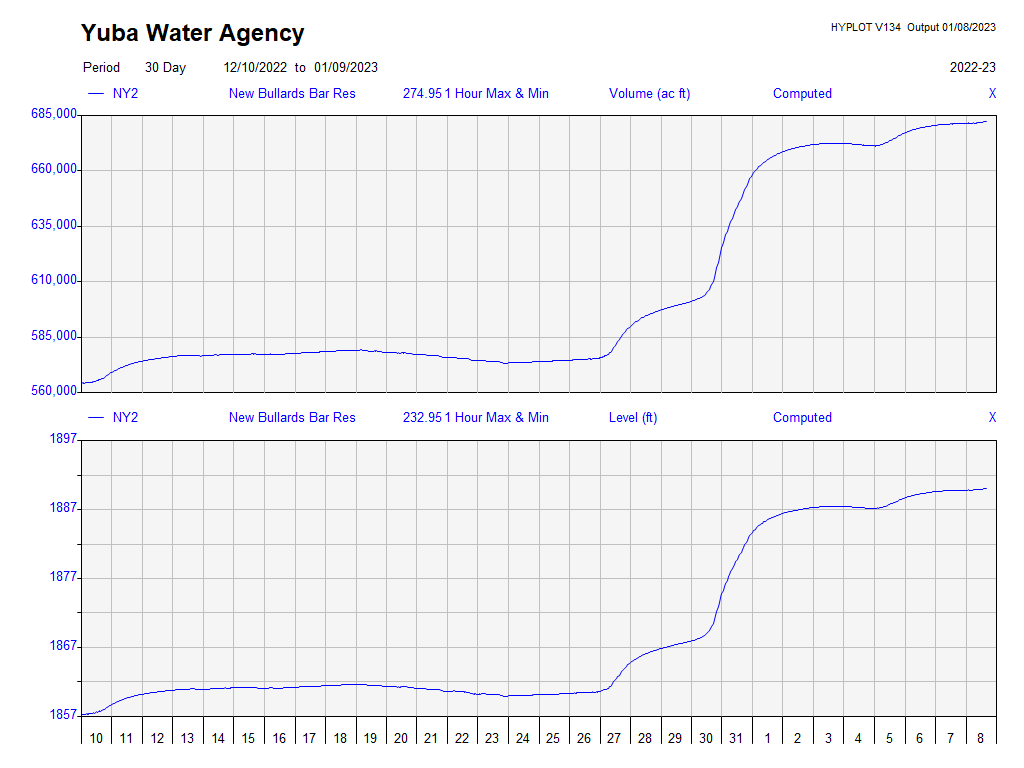 Yuba Water Agency
HYPLOT V134 Output 01/08/2023
Period 30 Day 12/10/2022 to 01/09/2023 2022-23
NY2 New Bullards Bar Res 274.95 1 Hour Max & Min Volume (ac ft) Computed X
685,000
660,000
635,000
610,000
585,000
560,000
NY2 New Bullards Bar Res 232.95 1 Hour Max & Min Level (ft) Computed X
1897
1887
1877
1867
1857
10 11 12 13 14 15 16 17 18 19 20 21 22 23 24 25 26 27 28 29 30 31 1 2 3 4 5 6 7 8